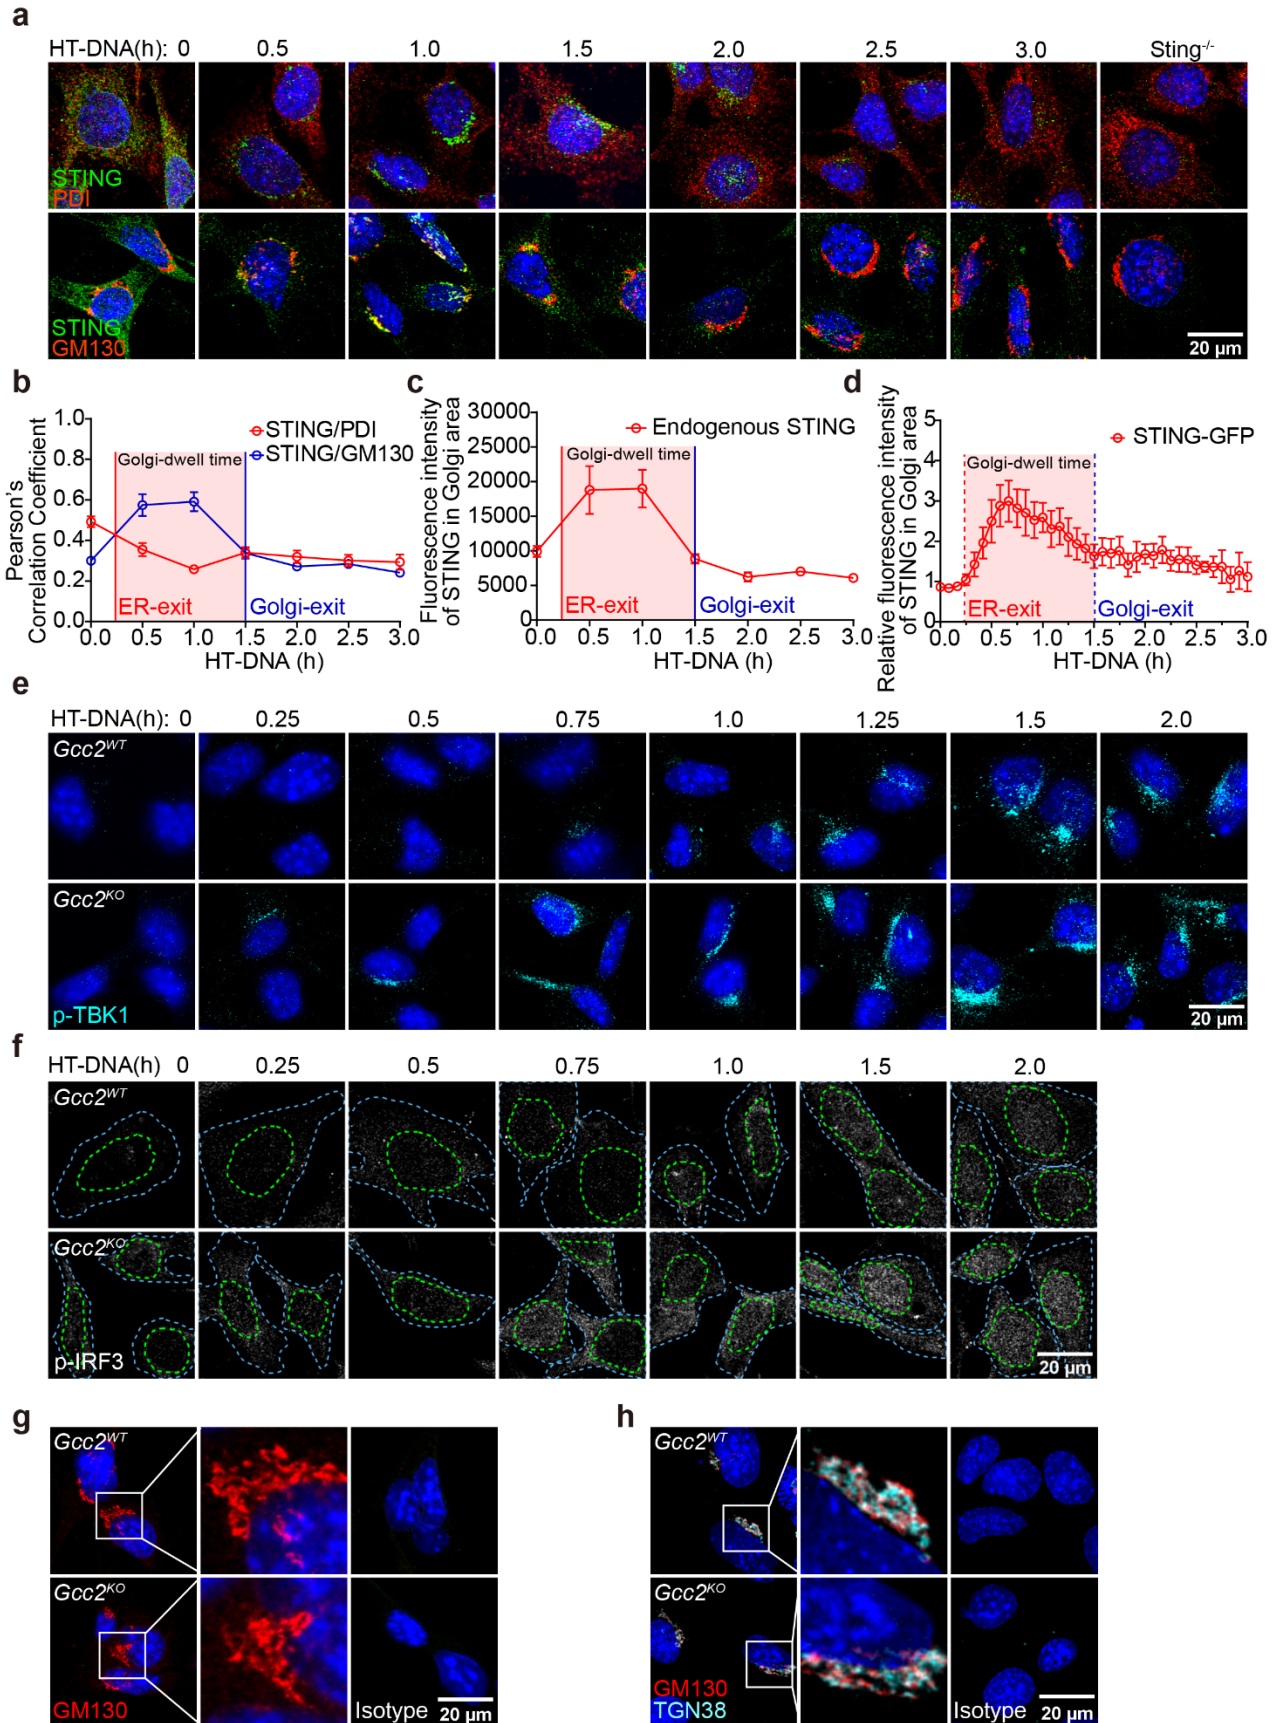 a
HT-DNA(h): 0 0.5 1.0 1.5 2.0 2.5 3.0 Sting-/-
STING
PDI
STING
GM130
20 µm
b
Pearson's
Correlation Coefficient
1.0
0.8
0.6
0.4
0.2
0.0
STING/PDI
STING/GM130
Golgi-dwell time
ER-exit
Golgi-exit
0.0 0.5 1.0 1.5 2.0 2.5 3.0
HT-DNA (h)
c
Fluorescence intensity
of STING in Golgi area
30000
25000
20000
15000
10000
5000
0
Endogenous STING
Golgi-dwell time
ER-exit
Golgi-exit
0.0 0.5 1.0 1.5 2.0 2.5 3.0
HT-DNA (h)
d
Relative fluorescence intensity
of STING in Golgi area
5
4
3
2
1
0
STING-GFP
Golgi-dwell time
ER-exit
Golgi-exit
0.0 0.5 1.0 1.5 2.0 2.5 3.0
HT-DNA (h)
e
HT-DNA(h): 0 0.25 0.5 0.75 1.0 1.25 1.5 2.0
Gcc2WT
Gcc2KO
p-TBK1
20 µm
f
HT-DNA(h) 0 0.25 0.5 0.75 1.0 1.5 2.0
Gcc2WT
Gcc2KO
p-IRF3
20 µm
g
Gcc2WT
Gcc2KO
GM130
Isotype
20 µm
h
Gcc2WT
Gcc2KO
GM130
TGN38
Isotype
20 µm